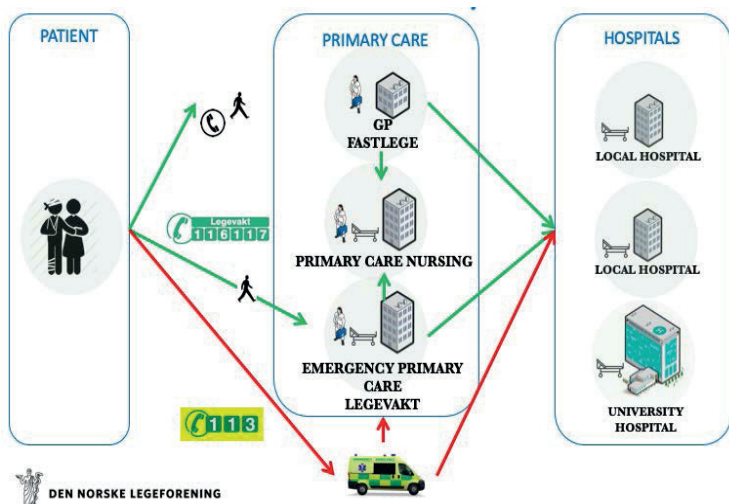 PATIENT
PRIMARY CARE
HOSPITALS
GP
FASTLEGE
LOCAL HOSPITAL
Legevakt
116117
PRIMARY CARE NURSING
LOCAL HOSPITAL
EMERGENCY PRIMARY
CARE
LEGEVAKT
113
UNIVERSITY
HOSPITAL
DEN NORSKE LEGEFORENING